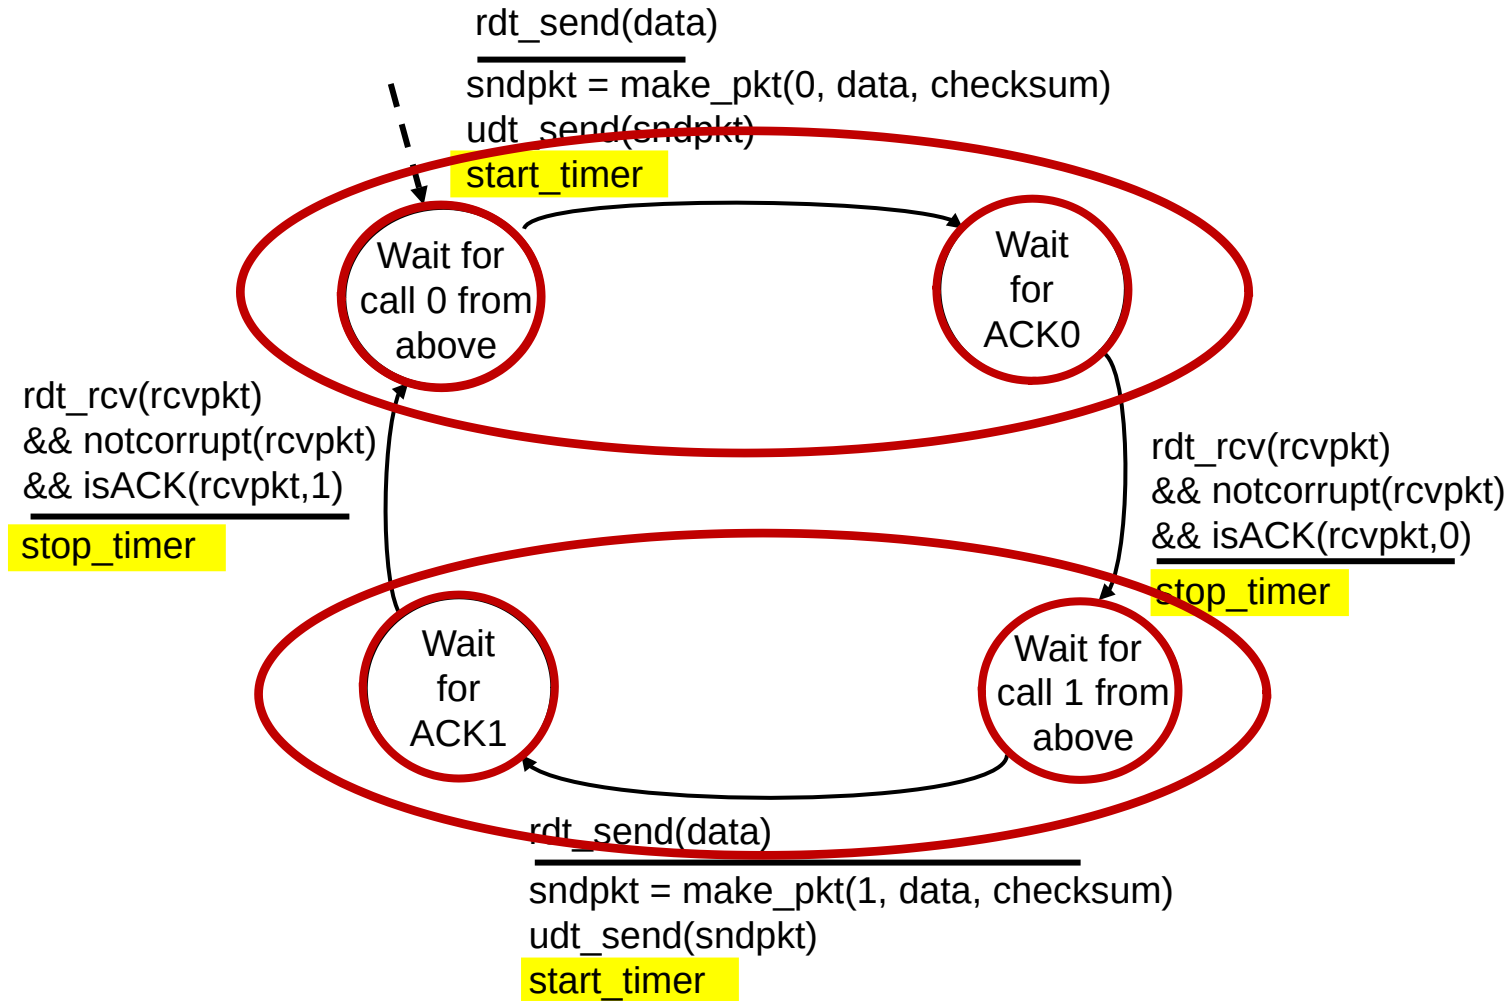 rdt_send(data)
sndpkt = make_pkt(0, data, checksum)
udt_send(sndpkt)
start_timer
Wait for
call 0 from
above
Wait
for
ACK0
rdt_rcv(rcvpkt)
&& notcorrupt(rcvpkt)
&& isACK(rcvpkt,1)
stop_timer
rdt_rcv(rcvpkt)
&& notcorrupt(rcvpkt)
&& isACK(rcvpkt,0)
stop_timer
Wait
for
ACK1
Wait for
call 1 from
above
rdt_send(data)
sndpkt = make_pkt(1, data, checksum)
udt_send(sndpkt)
start_timer